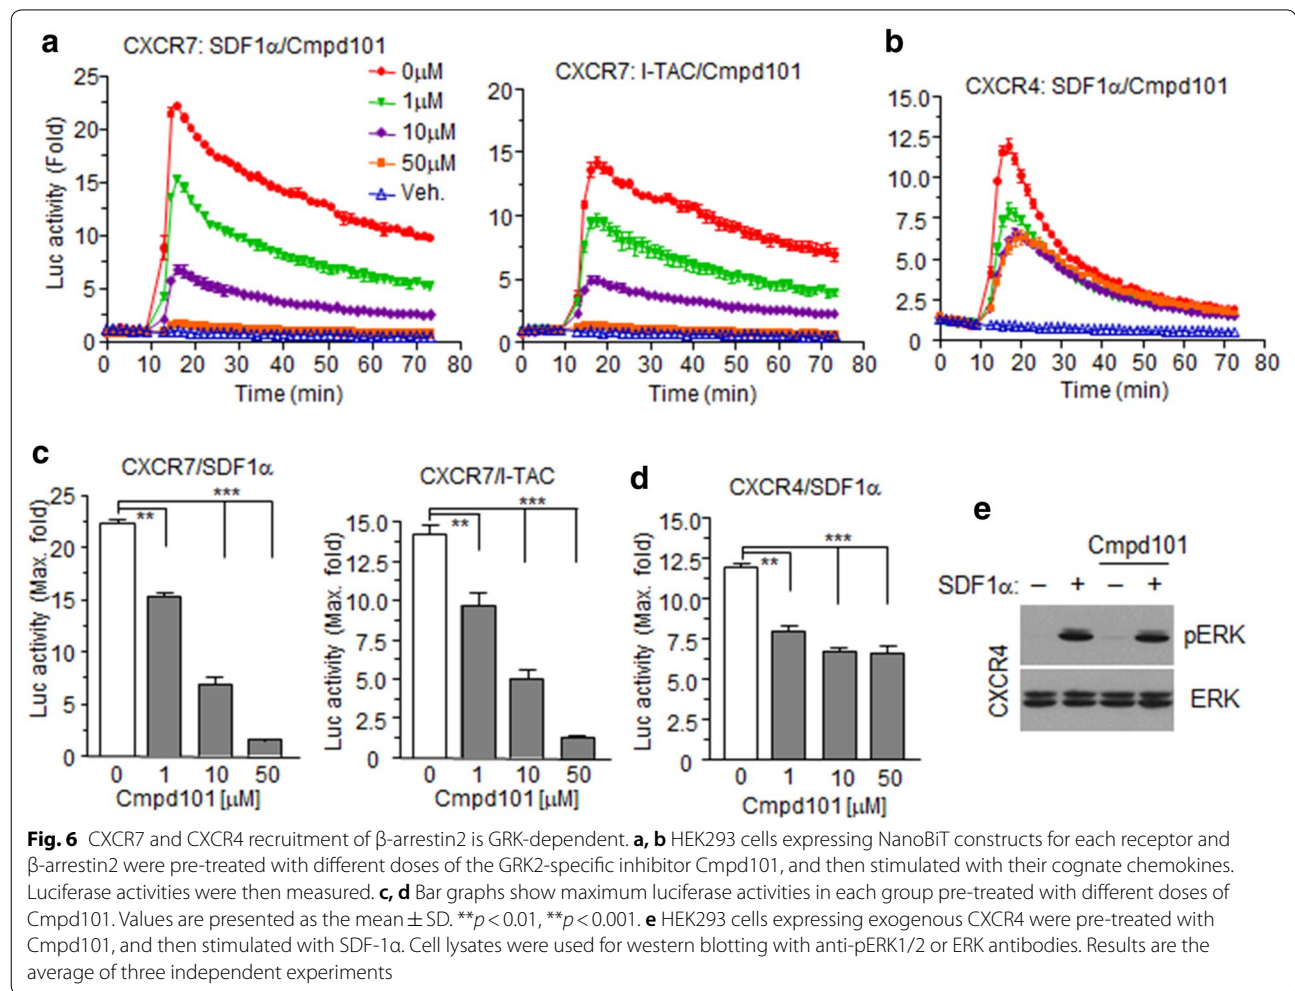 a
CXCR7: SDF1α/Cmpd101
Luc activity (Fold)
25
20
15
10
5
0
0 10 20 30 40 50 60 70 80
Time (min)
0μM
1μM
10μM
50μM
Veh.
CXCR7: I-TAC/Cmpd101
20
15
10
5
0
0 10 20 30 40 50 60 70 80
Time (min)
b
CXCR4: SDF1α/Cmpd101
15.0
12.5
10.0
7.5
5.0
2.5
0
0 10 20 30 40 50 60 70 80
Time (min)
c
CXCR7/SDF1α
Luc activity (Max. fold)
25
20
15
10
5
0
***
**
0 1 10 50
Cmpd101 [μM]
CXCR7/I-TAC
Luc activity (Max. fold)
15.0
12.5
10.0
7.5
5.0
2.5
0
***
**
0 1 10 50
Cmpd101 [μM]
d
CXCR4/SDF1α
Luc activity (Max. fold)
15.0
12.5
10.0
7.5
5.0
2.5
0
***
**
0 1 10 50
Cmpd101 [μM]
e
Cmpd101
SDF1α: – + – +
CXCR4
pERK
ERK
Fig. 6 CXCR7 and CXCR4 recruitment of β-arrestin2 is GRK-dependent. a, b HEK293 cells expressing NanoBiT constructs for each receptor and
β-arrestin2 were pre-treated with different doses of the GRK2-specific inhibitor Cmpd101, and then stimulated with their cognate chemokines.
Luciferase activities were then measured. c, d Bar graphs show maximum luciferase activities in each group pre-treated with different doses of
Cmpd101. Values are presented as the mean ± SD. **p < 0.01, **p < 0.001. e HEK293 cells expressing exogenous CXCR4 were pre-treated with
Cmpd101, and then stimulated with SDF-1α. Cell lysates were used for western blotting with anti-pERK1/2 or ERK antibodies. Results are the
average of three independent experiments